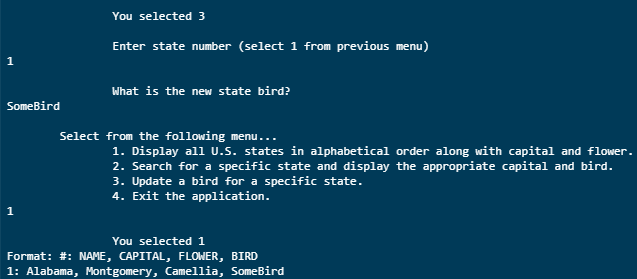 You selected 3
Enter state number (select 1 from previous menu)
1
What is the new state bird?
SomeBird
Select from the following menu...
1. Display all U.S. states in alphabetical order along with capital and flower.
2. Search for a specific state and display the appropriate capital and bird.
3. Update a bird for a specific state.
4. Exit the application.
1
You selected 1
Format: #: NAME, CAPITAL, FLOWER, BIRD
1: Alabama, Montgomery, Camellia, SomeBird